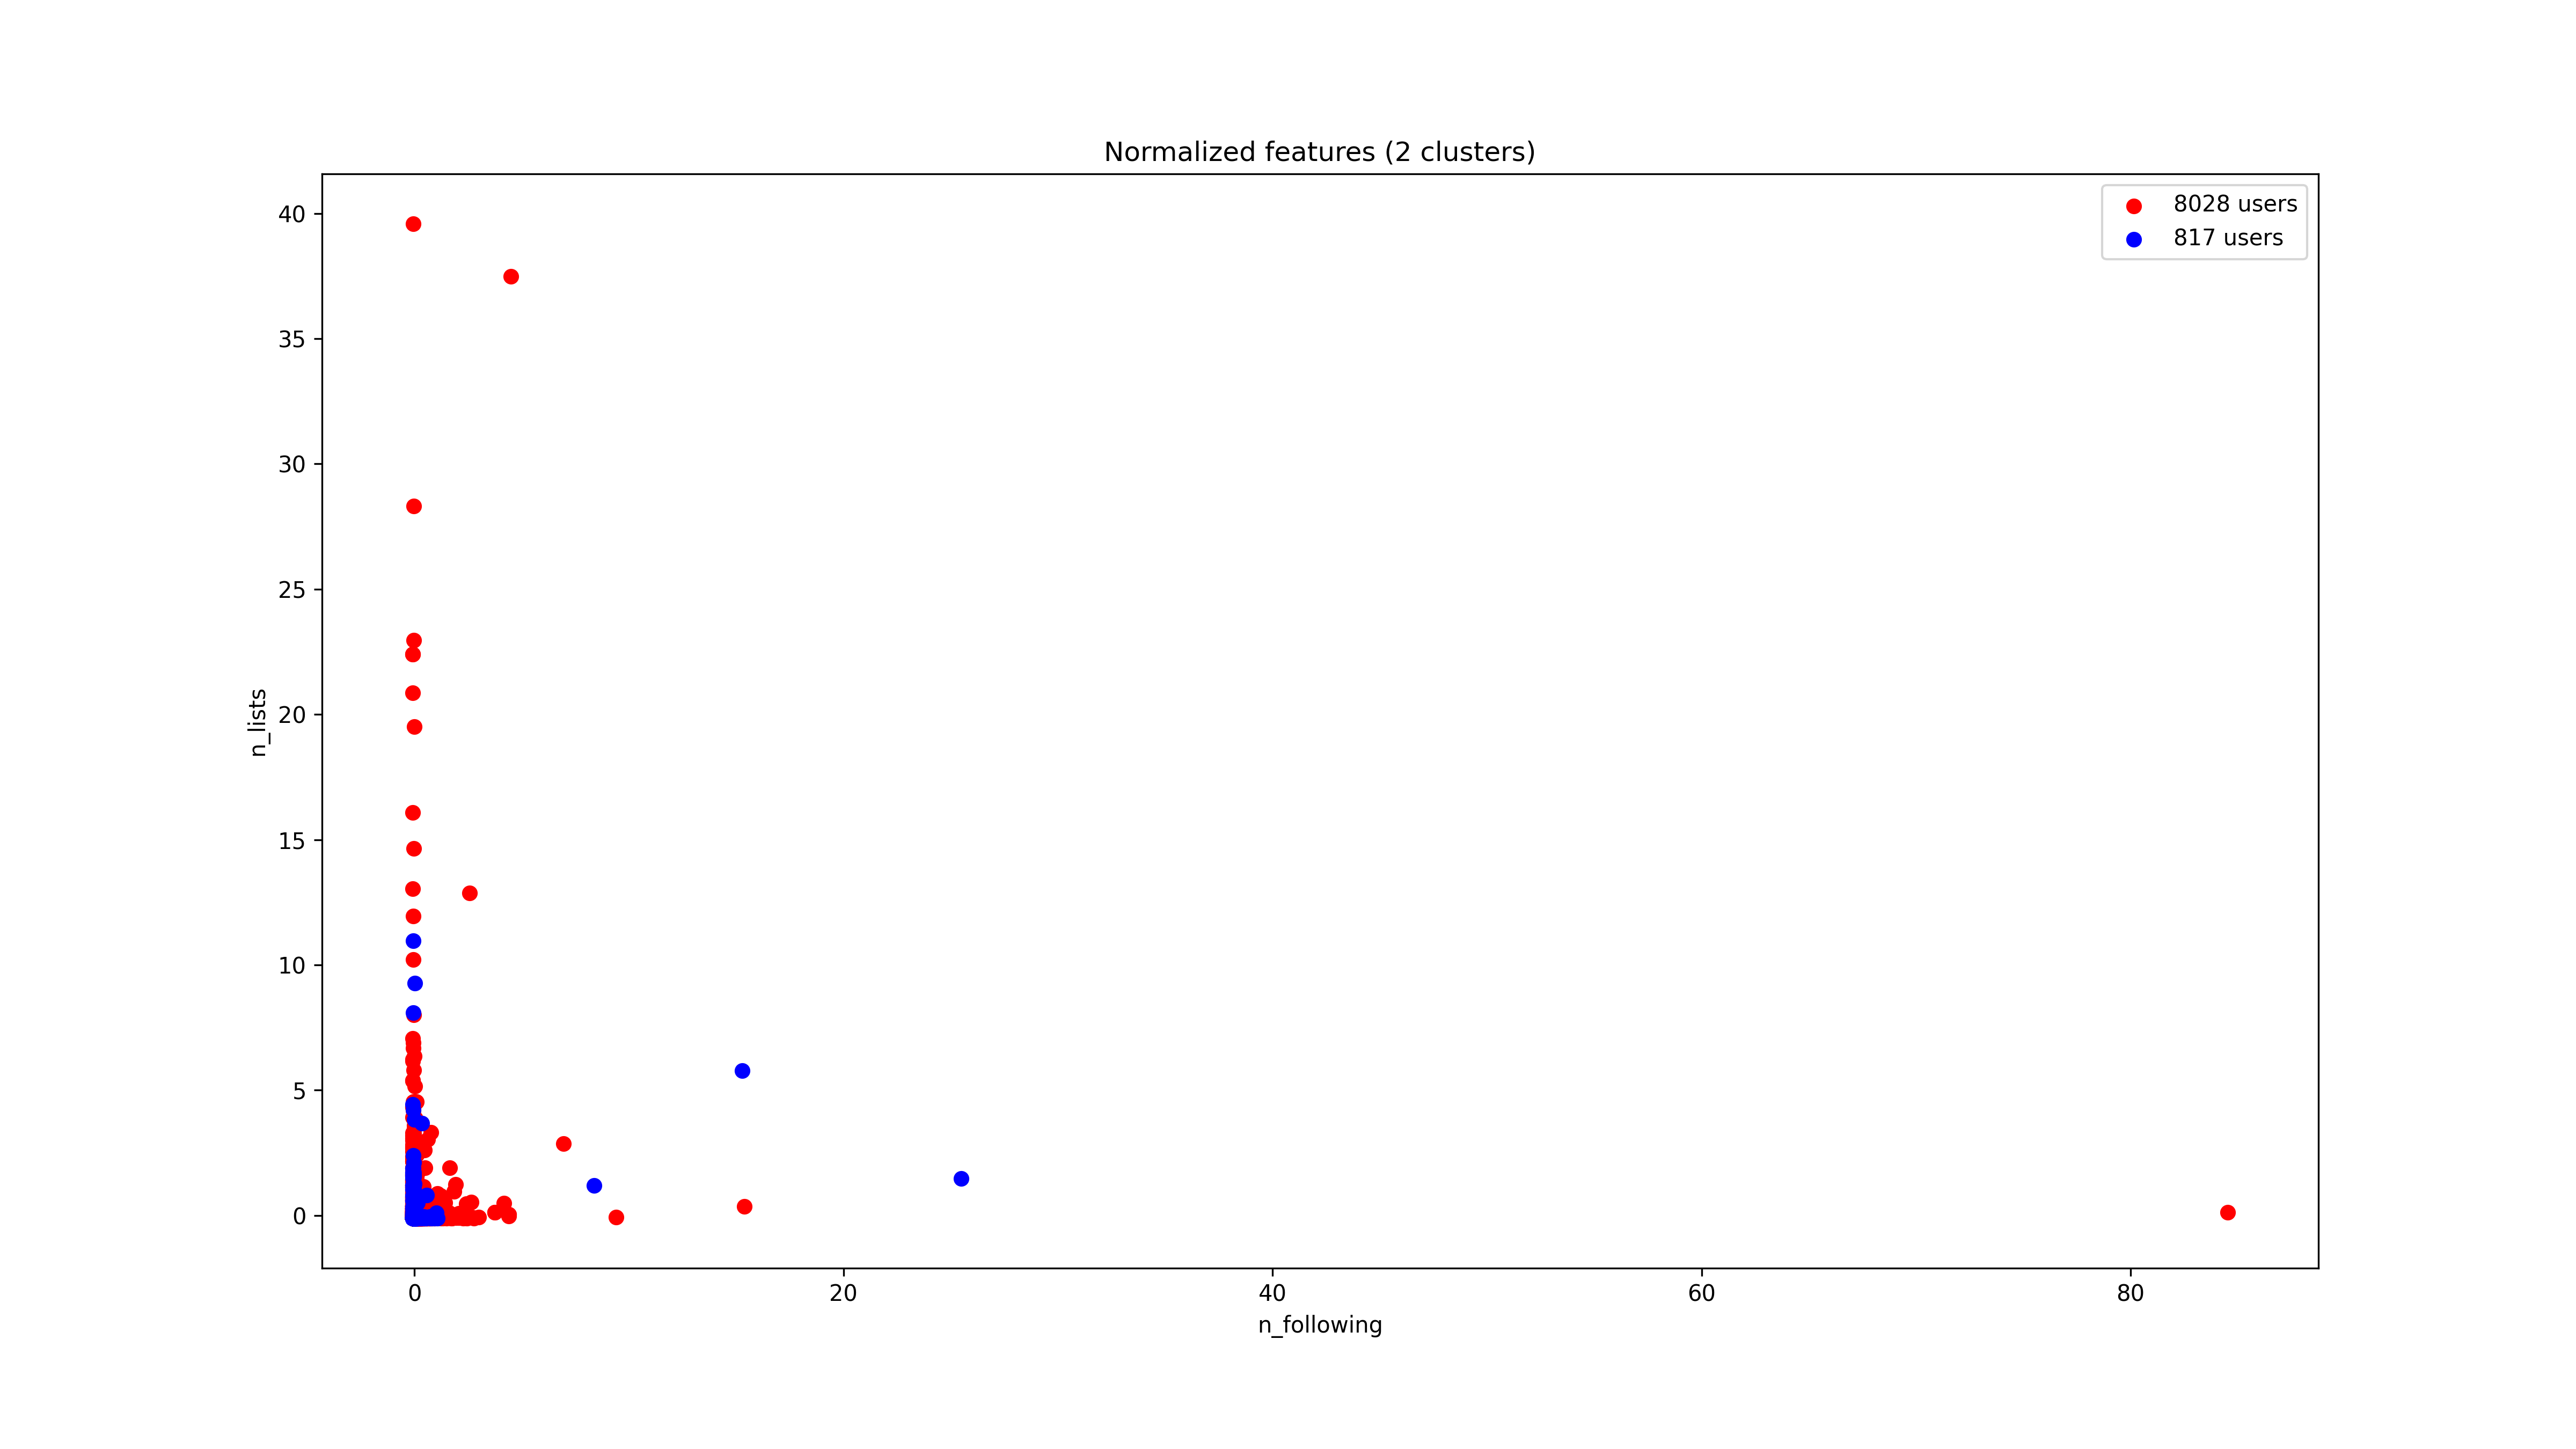 Normalized features (2 clusters)
8028 users
817 users
n_lists
40
35
30
25
20
15
10
5
0
0 20 40 60 80
n_following